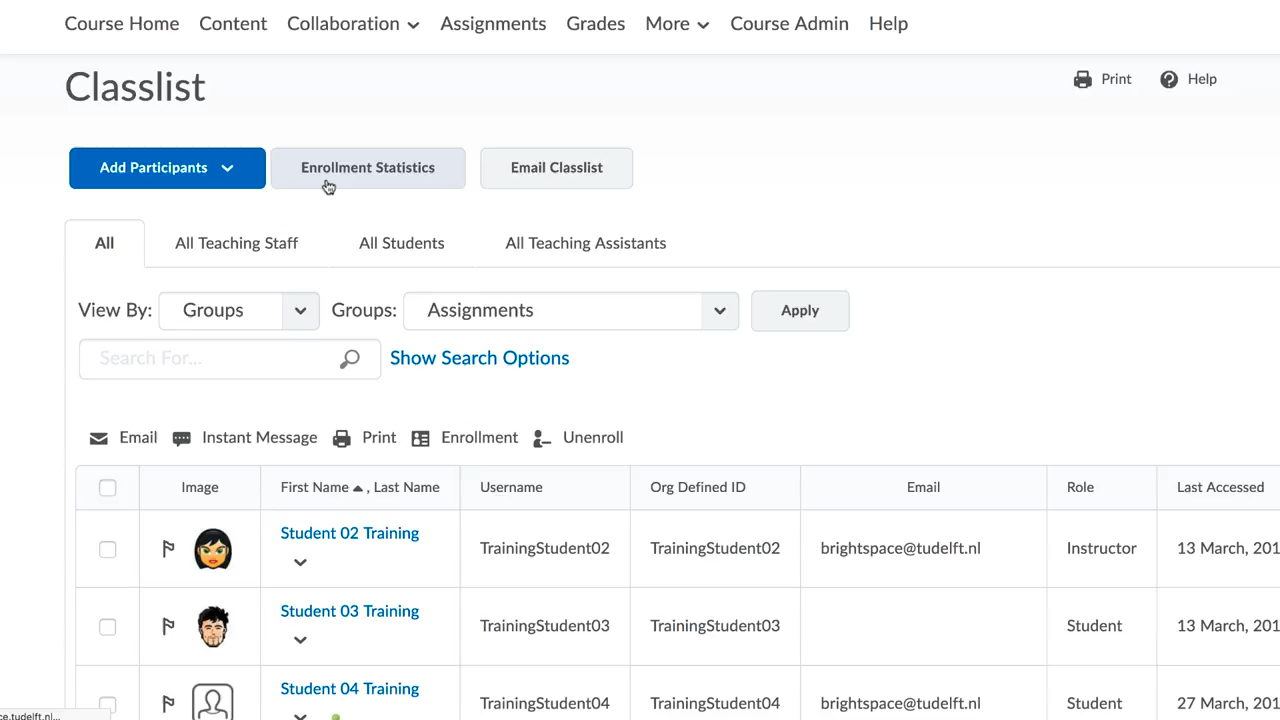 Course Home Content Collaboration Assignments Grades More Course Admin Help
Classlist
Print Help
Add Participants Enrollment Statistics Email Classlist
All All Teaching Staff All Students All Teaching Assistants
View By: Groups Groups: Assignments Apply
Search For... Show Search Options
Email Instant Message Print Enrollment Unenroll
Image First Name , Last Name Username Org Defined ID Email Role Last Accessed
Student 02 Training TrainingStudent02 TrainingStudent02 brightspace@tudelft.nl Instructor 13 March, 201
Student 03 Training TrainingStudent03 TrainingStudent03 Student 13 March, 201
Student 04 Training TrainingStudent04 TrainingStudent04 brightspace@tudelft.nl Student 27 March, 201
ce.tudelft.nl...